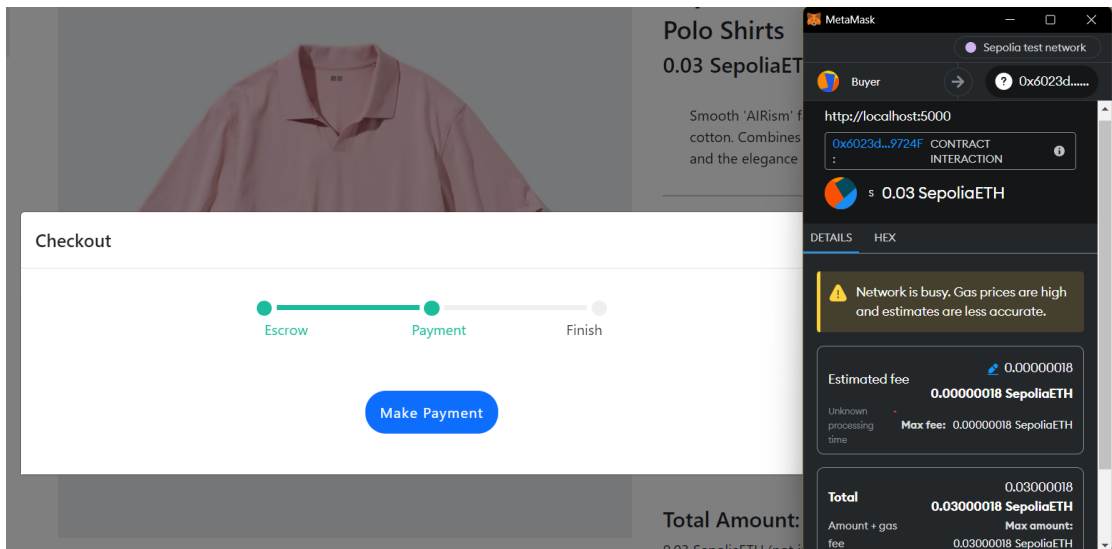 Polo Shirts
0.03 SepoliaET
Smooth 'AIRism' f
cotton. Combines
and the elegance
Checkout
Escrow
Payment
Finish
Make Payment
Total Amount:
MetaMask
Sepolia test network
Buyer
0x6023d......
http://localhost:5000
0x6023d...9724F CONTRACT
: INTERACTION
s 0.03 SepoliaETH
DETAILS HEX
Network is busy. Gas prices are high
and estimates are less accurate.
0.00000018
Estimated fee
0.00000018 SepoliaETH
Unknown -
processing Max fee: 0.00000018 SepoliaETH
time
0.03000018
Total
0.03000018 SepoliaETH
Amount + gas Max amount:
fee 0.03000018 SepoliaETH